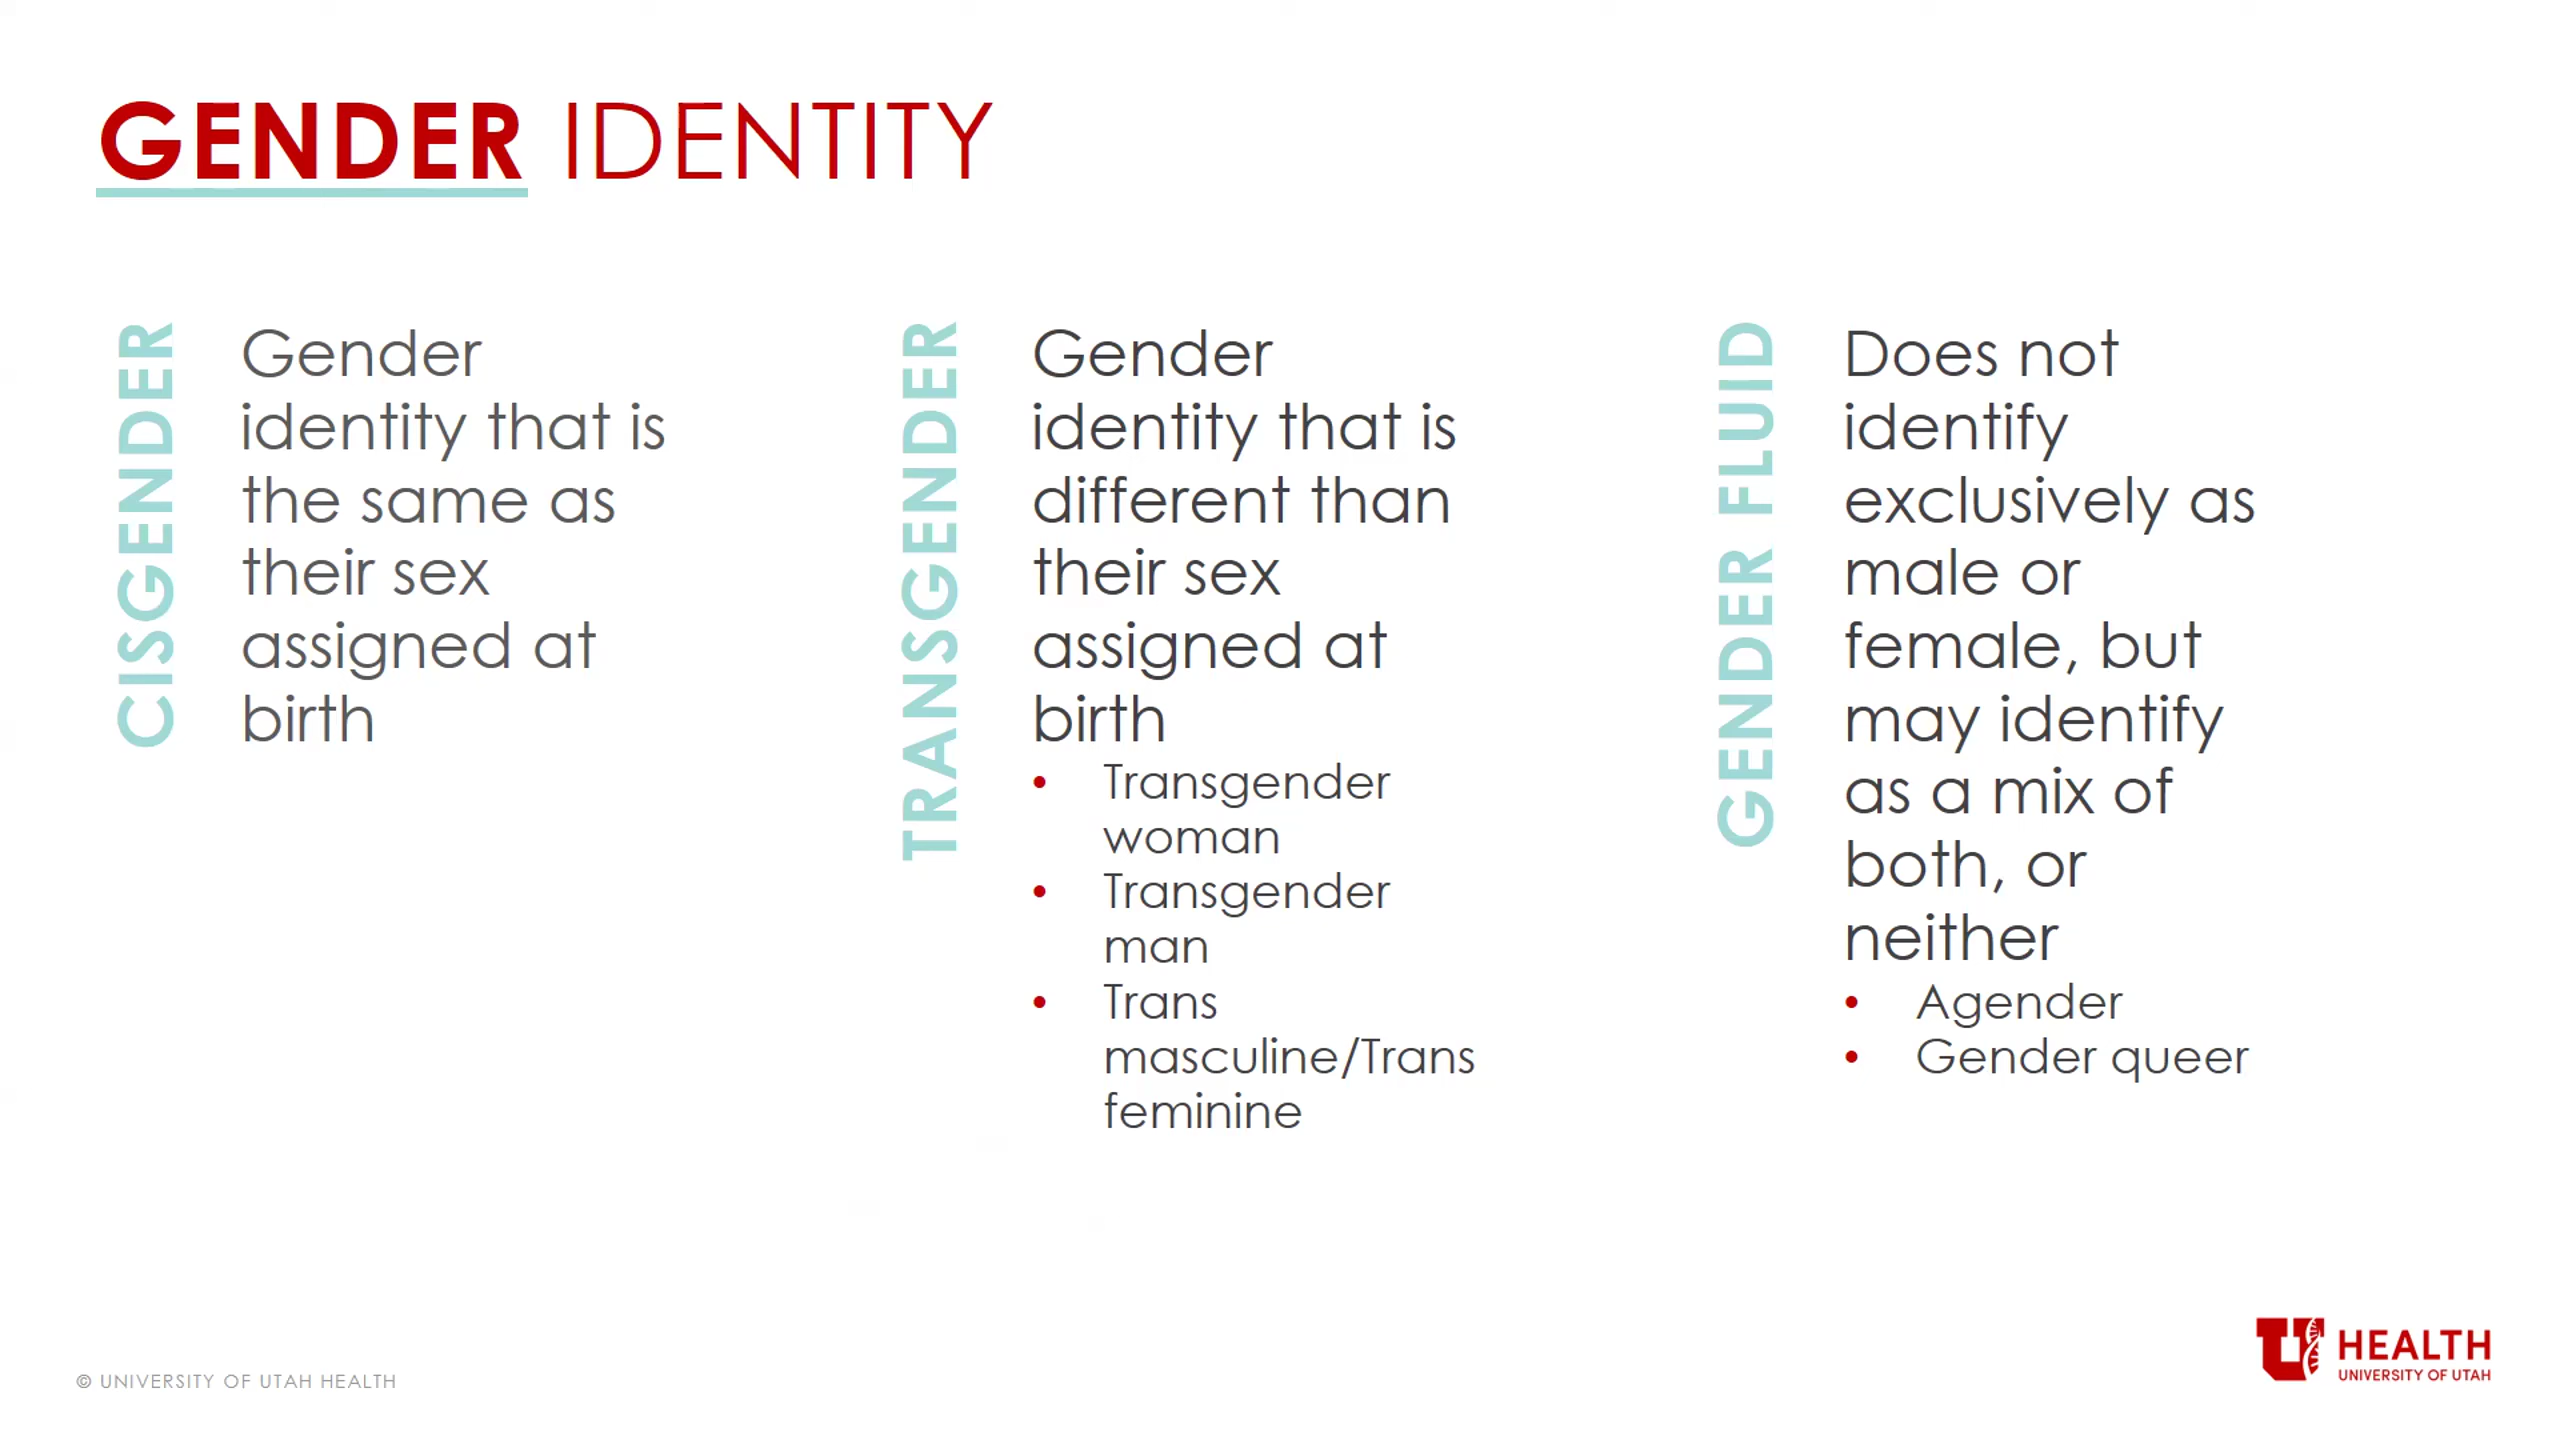 GENDER IDENTITY
CISGENDER
Gender
identity that is
the same as
their sex
assigned at
birth
TRANSGENDER
Gender
identity that is
different than
their sex
assigned at
birth
• Transgender
woman
• Transgender
man
• Trans
masculine/Trans
feminine
GENDER FLUID
Does not
identify
exclusively as
male or
female, but
may identify
as a mix of
both, or
neither
• Agender
• Gender queer
© UNIVERSITY OF UTAH HEALTH
U HEALTH
UNIVERSITY OF UTAH